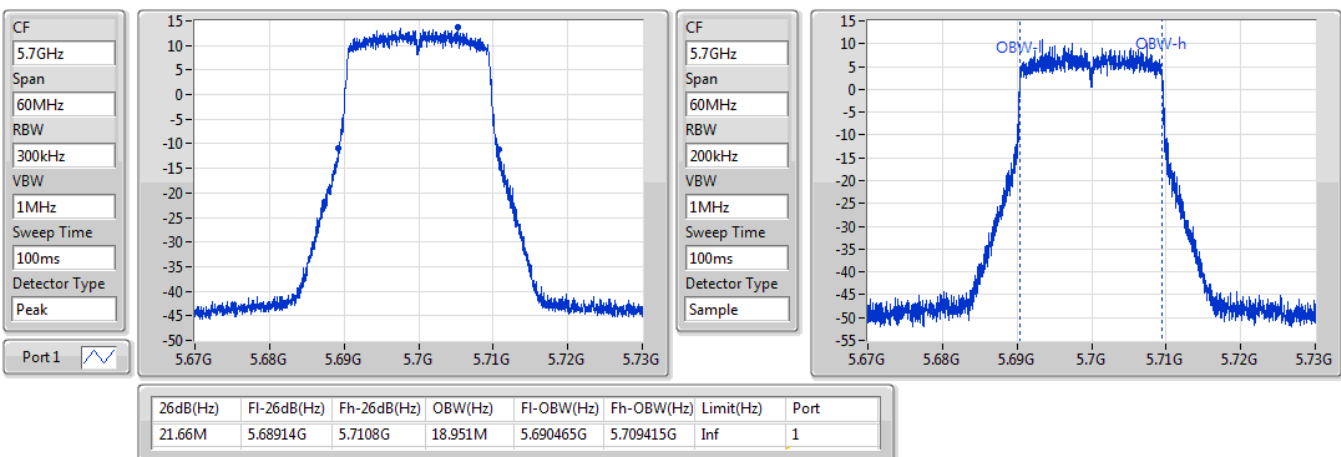 CF
5.7GHz
Span
60MHz
RBW
300kHz
VBW
1MHz
Sweep Time
100ms
Detector Type
Peak
Port 1
15
10
5
0
-5
-10
-15
-20
-25
-30
-35
-40
-45
-50
5.67G 5.68G 5.69G 5.7G 5.71G 5.72G 5.73G
CF
5.7GHz
Span
60MHz
RBW
200kHz
VBW
1MHz
Sweep Time
100ms
Detector Type
Sample
15
10
5
0
-5
-10
-15
-20
-25
-30
-35
-40
-45
-50
-55
OBW-l OBW-h
5.67G 5.68G 5.69G 5.7G 5.71G 5.72G 5.73G
26dB(Hz) Fl-26dB(Hz) Fh-26dB(Hz) OBW(Hz) Fl-OBW(Hz) Fh-OBW(Hz) Limit(Hz) Port
21.66M 5.68914G 5.7108G 18.951M 5.690465G 5.709415G Inf 1